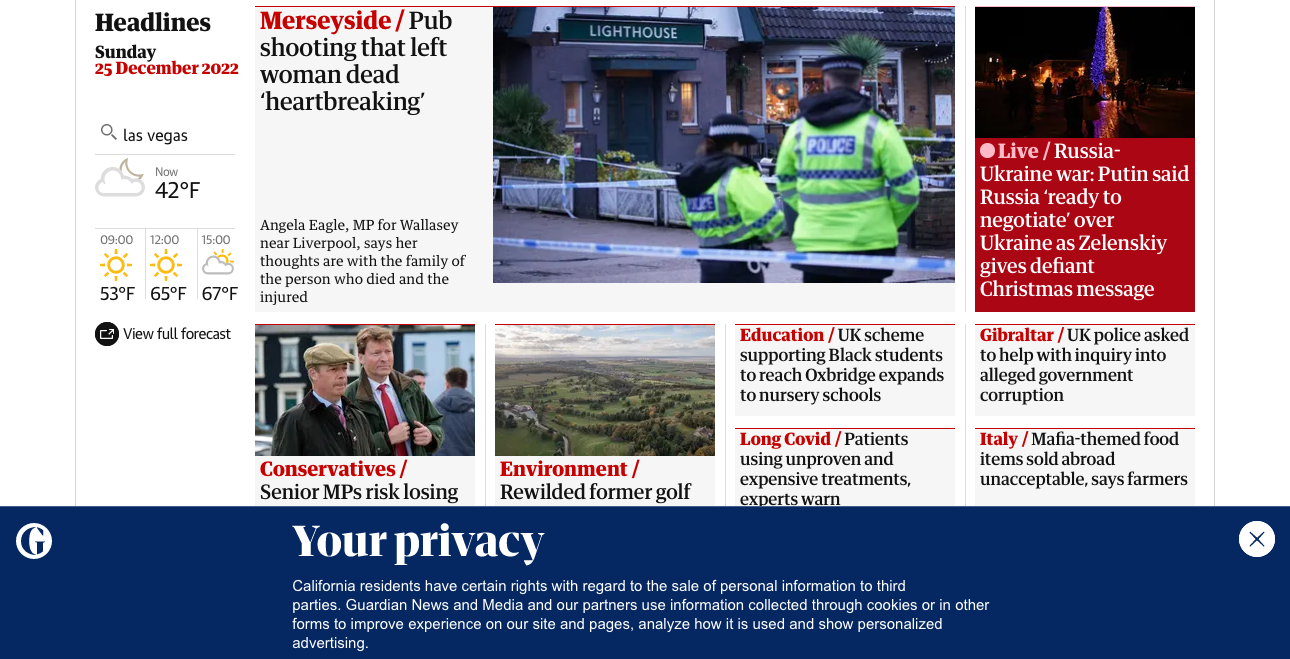 Headlines
Sunday
25 December 2022
las vegas
Now
42°F
09:00
12:00
15:00
53°F
65°F
67°F
View full forecast
Merseyside / Pub
shooting that left
woman dead
‘heartbreaking’
Angela Eagle, MP for Wallasey
near Liverpool, says her
thoughts are with the family of
the person who died and the
injured
LIGHTHOUSE
POLICE
POLICE
Live / Russia-
Ukraine war: Putin said
Russia ‘ready to
negotiate’ over
Ukraine as Zelenskiy
gives defiant
Christmas message
Conservatives /
Senior MPs risk losing
Environment /
Rewilded former golf
Education / UK scheme
supporting Black students
to reach Oxbridge expands
to nursery schools
Long Covid / Patients
using unproven and
expensive treatments,
experts warn
Gibraltar / UK police asked
to help with inquiry into
alleged government
corruption
Italy / Mafia-themed food
items sold abroad
unacceptable, says farmers
G
Your privacy
California residents have certain rights with regard to the sale of personal information to third
parties. Guardian News and Media and our partners use information collected through cookies or in other
forms to improve experience on our site and pages, analyze how it is used and show personalized
advertising.